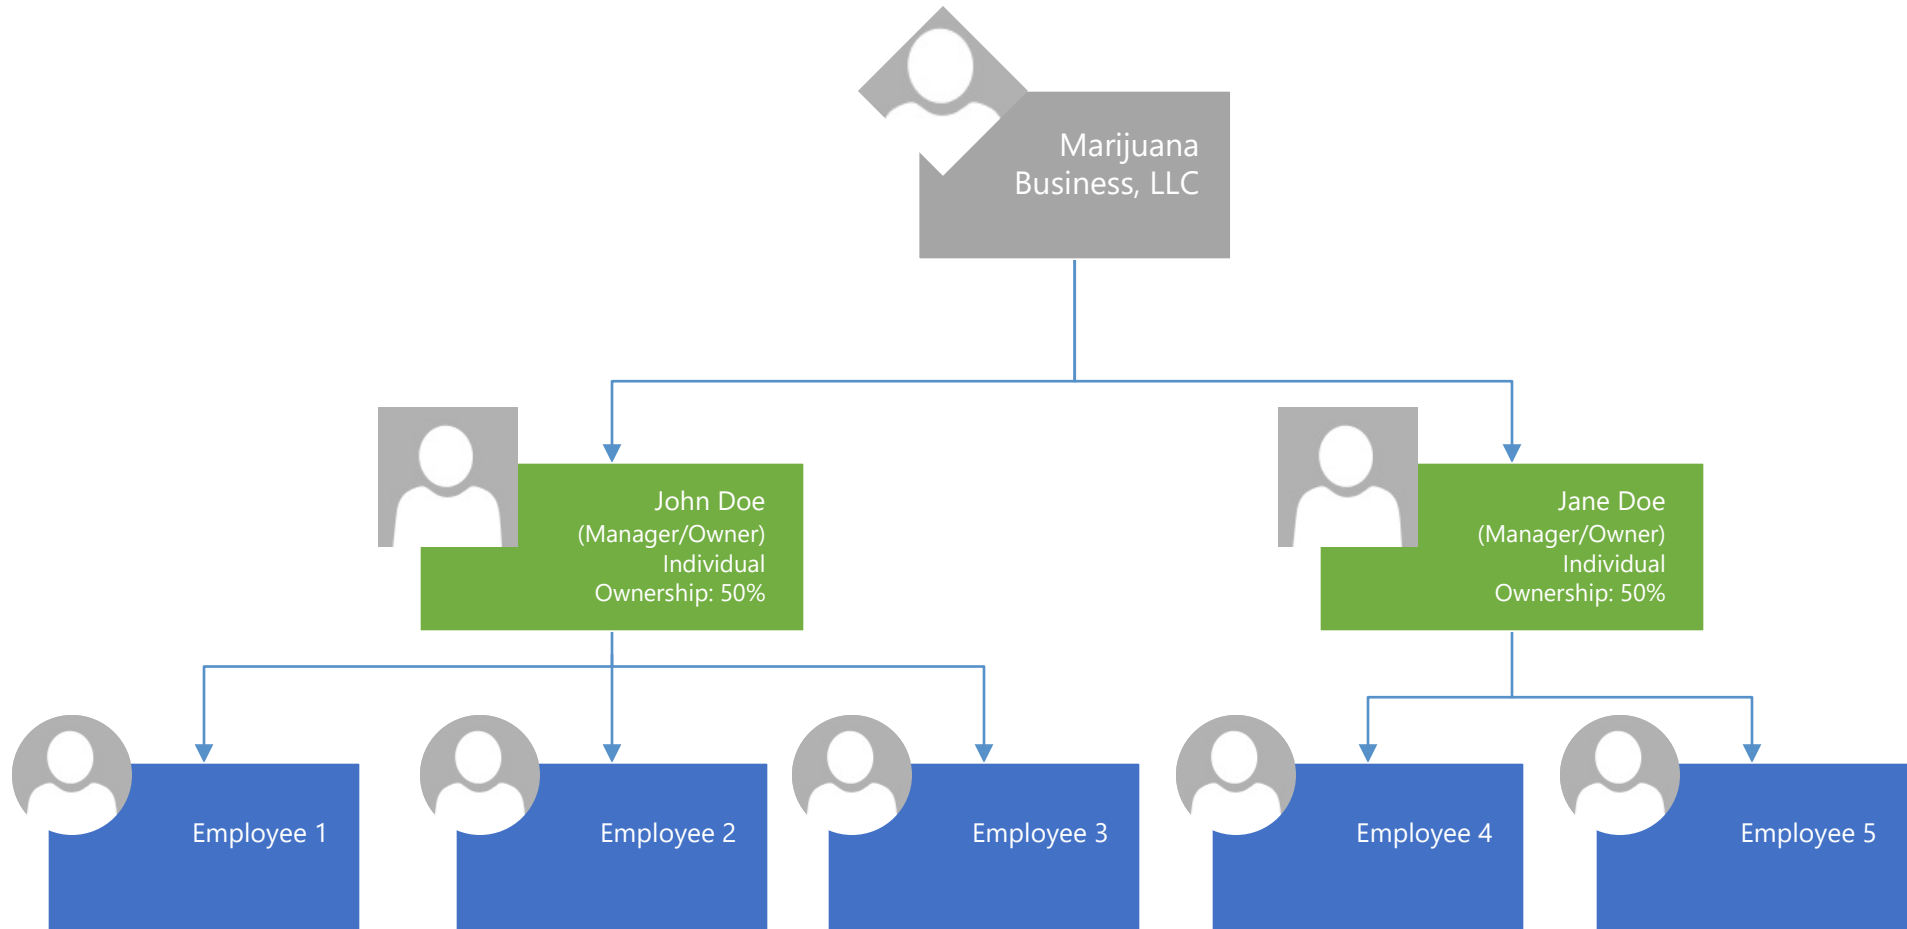 Marijuana
Business, LLC
John Doe
(Manager/Owner)
Individual
Ownership: 50%
Jane Doe
(Manager/Owner)
Individual
Ownership: 50%
Employee 1
Employee 2
Employee 3
Employee 4
Employee 5